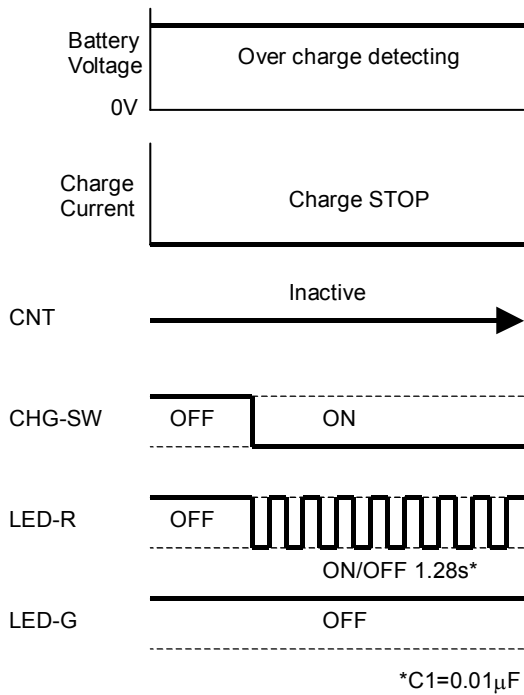 Battery
Voltage
Over charge detecting
0V
Charge
Current
Charge STOP
Inactive
CNT
CHG-SW
OFF
ON
LED-R
OFF
ON/OFF 1.28s*
LED-G
OFF
*C1=0.01μF